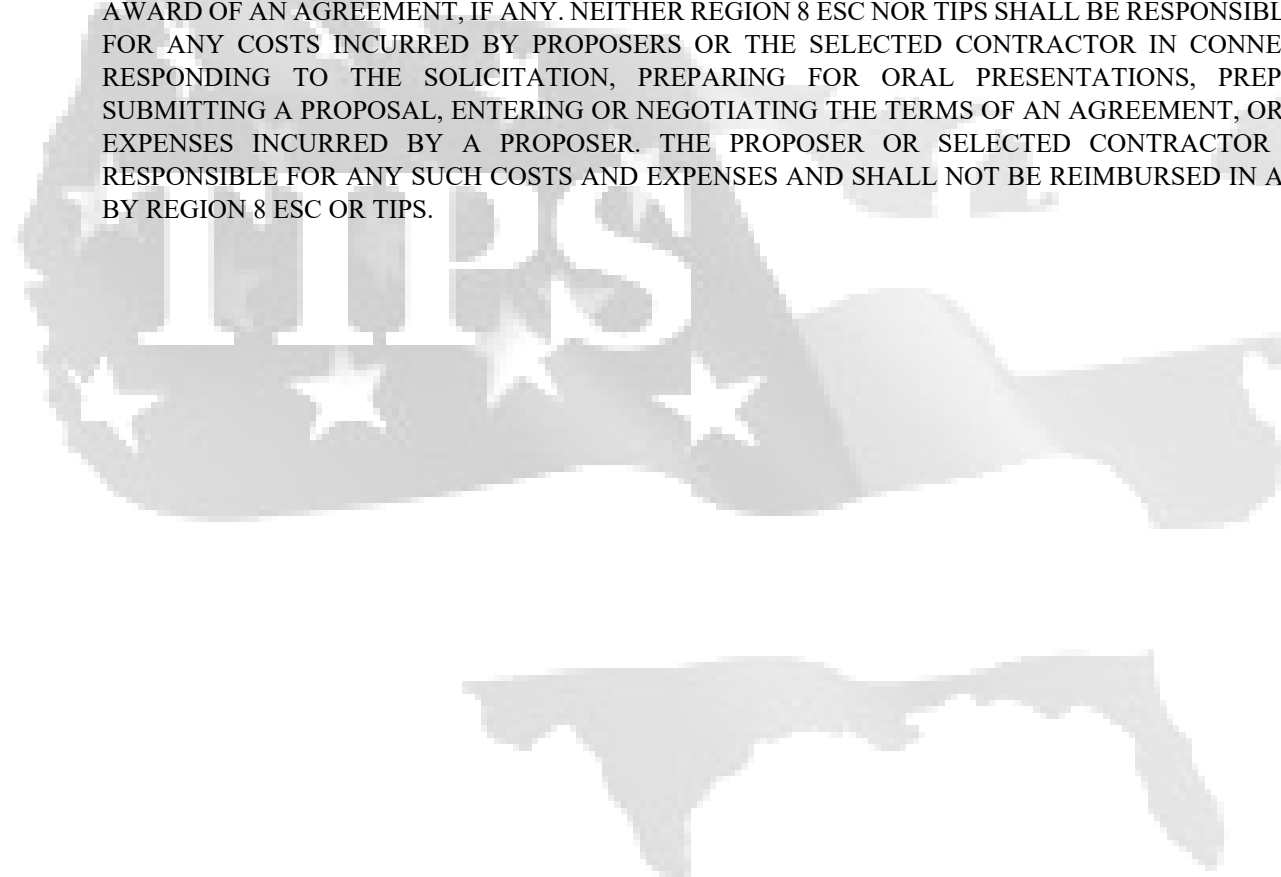 AWARD OF AN AGREEMENT, IF ANY. NEITHER REGION 8 ESC NOR TIPS SHALL BE
FOR ANY COSTS INCURRED BY PROPOSERS OR THE SELECTED CONTRACTOR IN
RESPONDING TO THE SOLICITATION, PREPARING FOR ORAL PRESENTATIONS,
SUBMITTING A PROPOSAL, ENTERING OR NEGOTIATING THE TERMS OF AN AGREEMENT, OR
EXPENSES INCURRED BY A PROPOSER. THE PROPOSER OR SELECTED CONTRACTOR
RESPONSIBLE FOR ANY SUCH COSTS AND EXPENSES AND SHALL NOT BE REIMBURSED IN
BY REGION 8 ESC OR TIPS.
TIPS